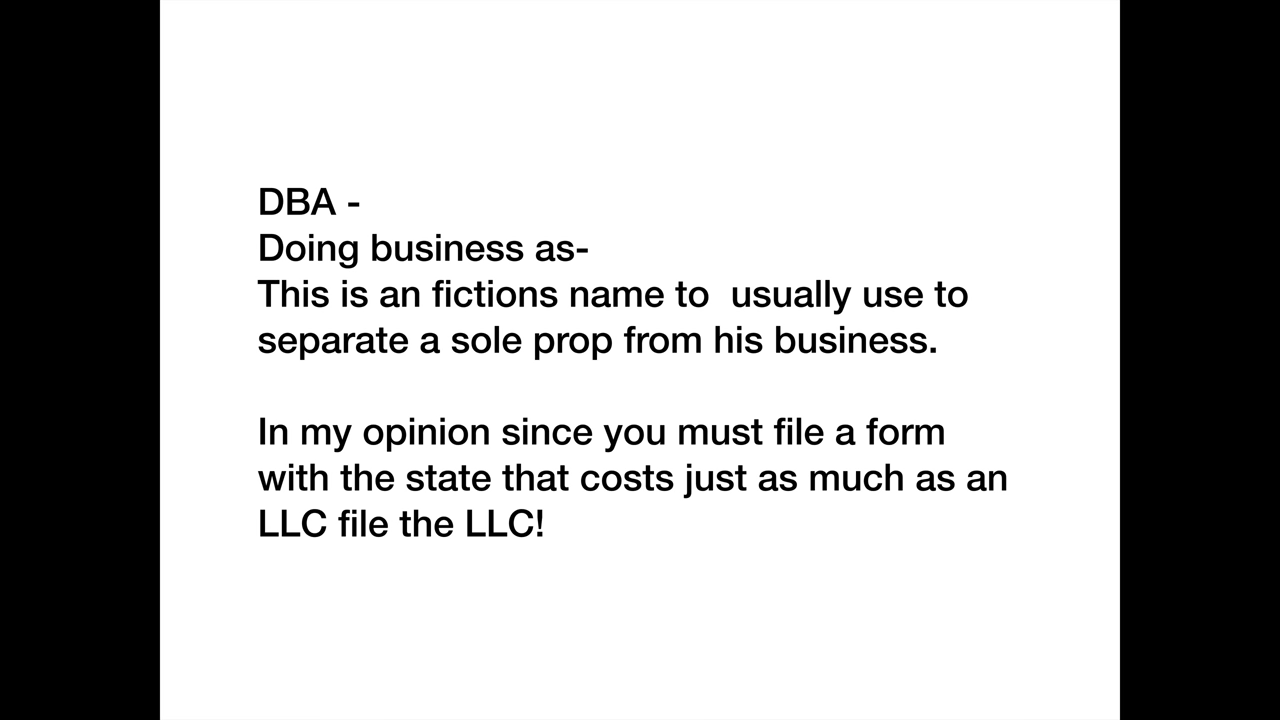 DBA -
Doing business as-
This is an fictions name to  usually use to
separate a sole prop from his business.
In my opinion since you must file a form
with the state that costs just as much as an
LLC file the LLC!